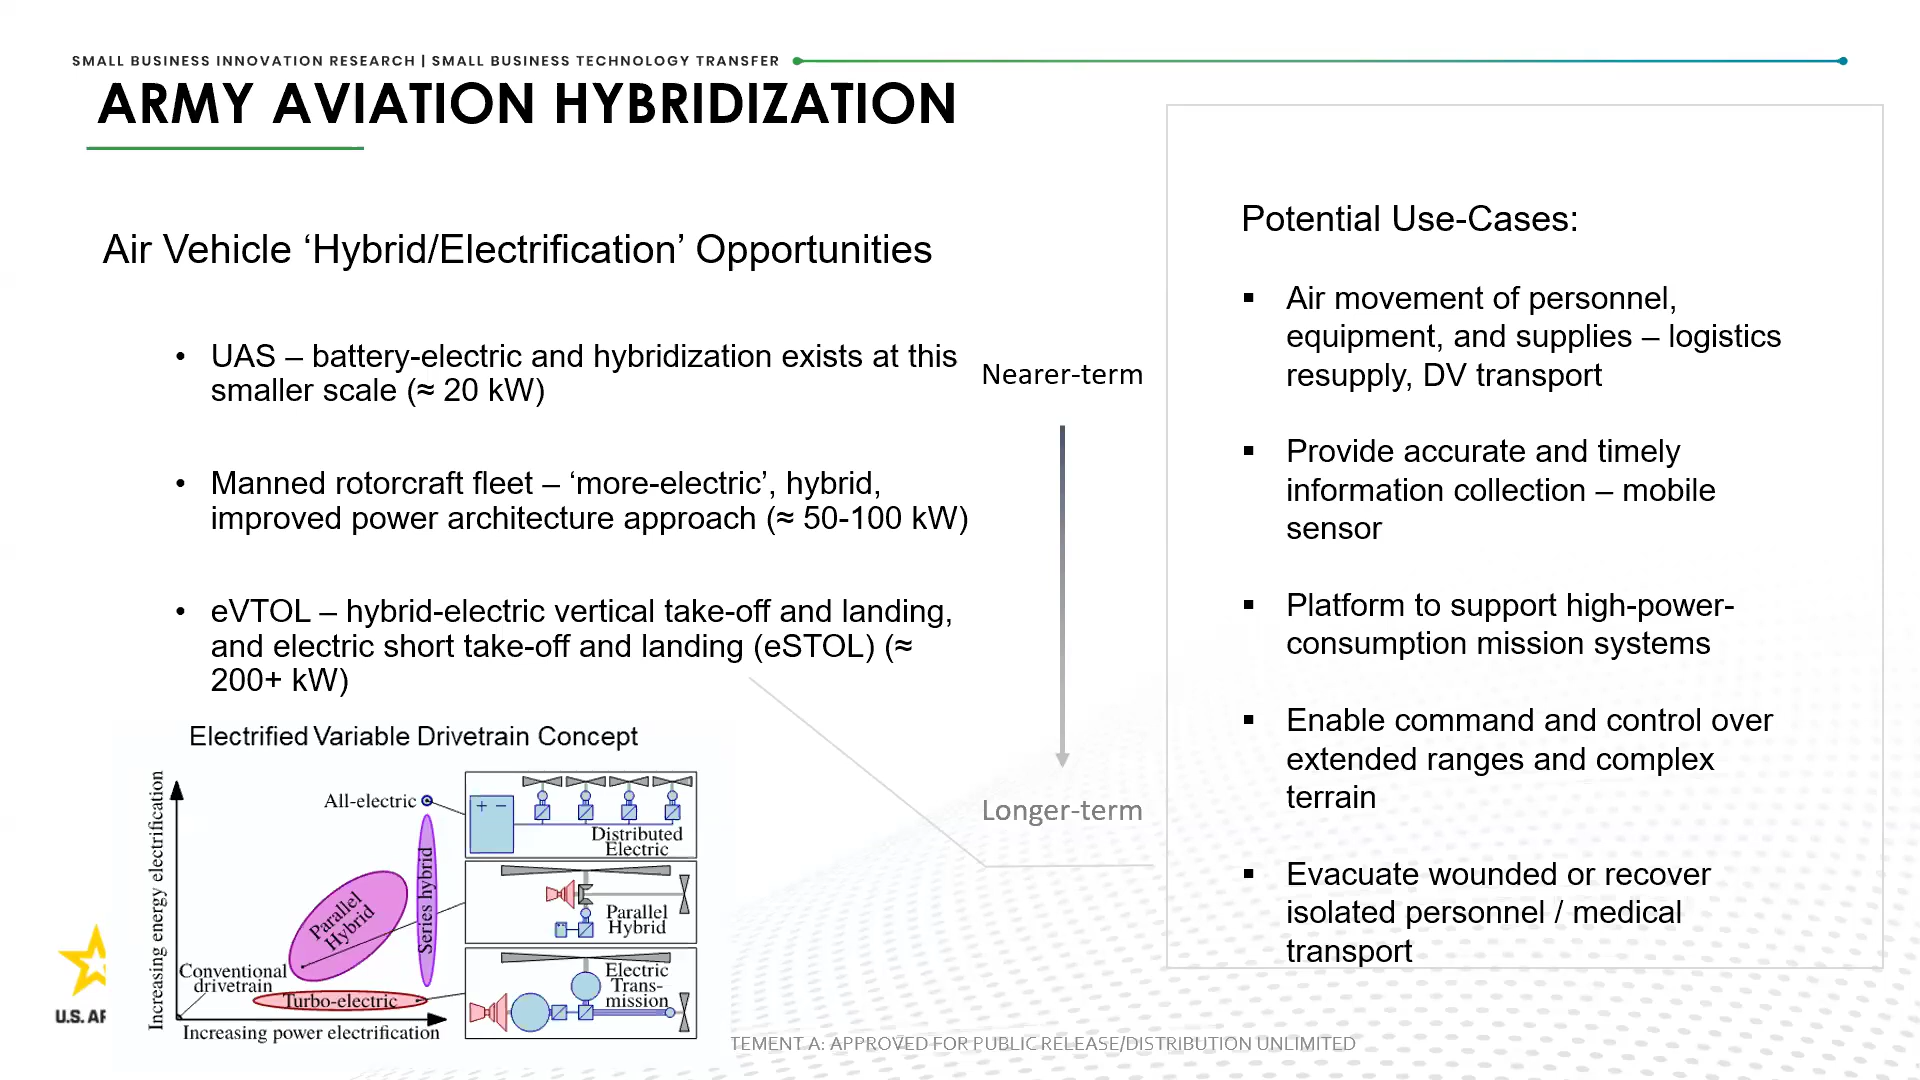 SMALL BUSINESS INNOVATION RESEARCH | SMALL BUSINESS TECHNOLOGY TRANSFER
ARMY AVIATION HYBRIDIZATION
Air Vehicle ‘Hybrid/Electrification’ Opportunities
• UAS – battery-electric and hybridization exists at this
smaller scale (≈ 20 kW)
• Manned rotorcraft fleet – ‘more-electric’, hybrid,
improved power architecture approach (≈ 50-100 kW)
• eVTOL – hybrid-electric vertical take-off and landing,
and electric short take-off and landing (eSTOL) (≈
200+ kW)
Nearer-term
Longer-term
Potential Use-Cases:
▪ Air movement of personnel,
equipment, and supplies – logistics
resupply, DV transport
▪ Provide accurate and timely
information collection – mobile
sensor
▪ Platform to support high-power-
consumption mission systems
▪ Enable command and control over
extended ranges and complex
terrain
▪ Evacuate wounded or recover
isolated personnel / medical
transport
Electrified Variable Drivetrain Concept
Increasing energy electrification
All-electric
Series hybrid
Parallel
Hybrid
Conventional
drivetrain
Turbo-electric
Increasing power electrification
+ −
Distributed
Electric
Parallel
Hybrid
Electric
Trans-
mission
U.S. AR
TEMENT A: APPROVED FOR PUBLIC RELEASE/DISTRIBUTION UNLIMITED